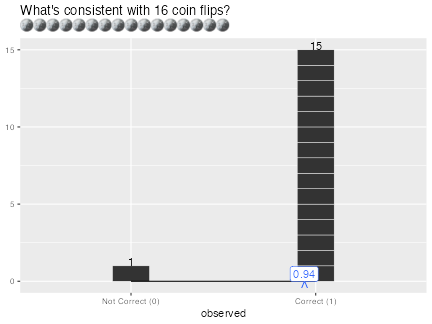 What's consistent with 16 coin flips?
15
10
5
0
15
1
0.94
^
Not Correct (0) Correct (1)
observed